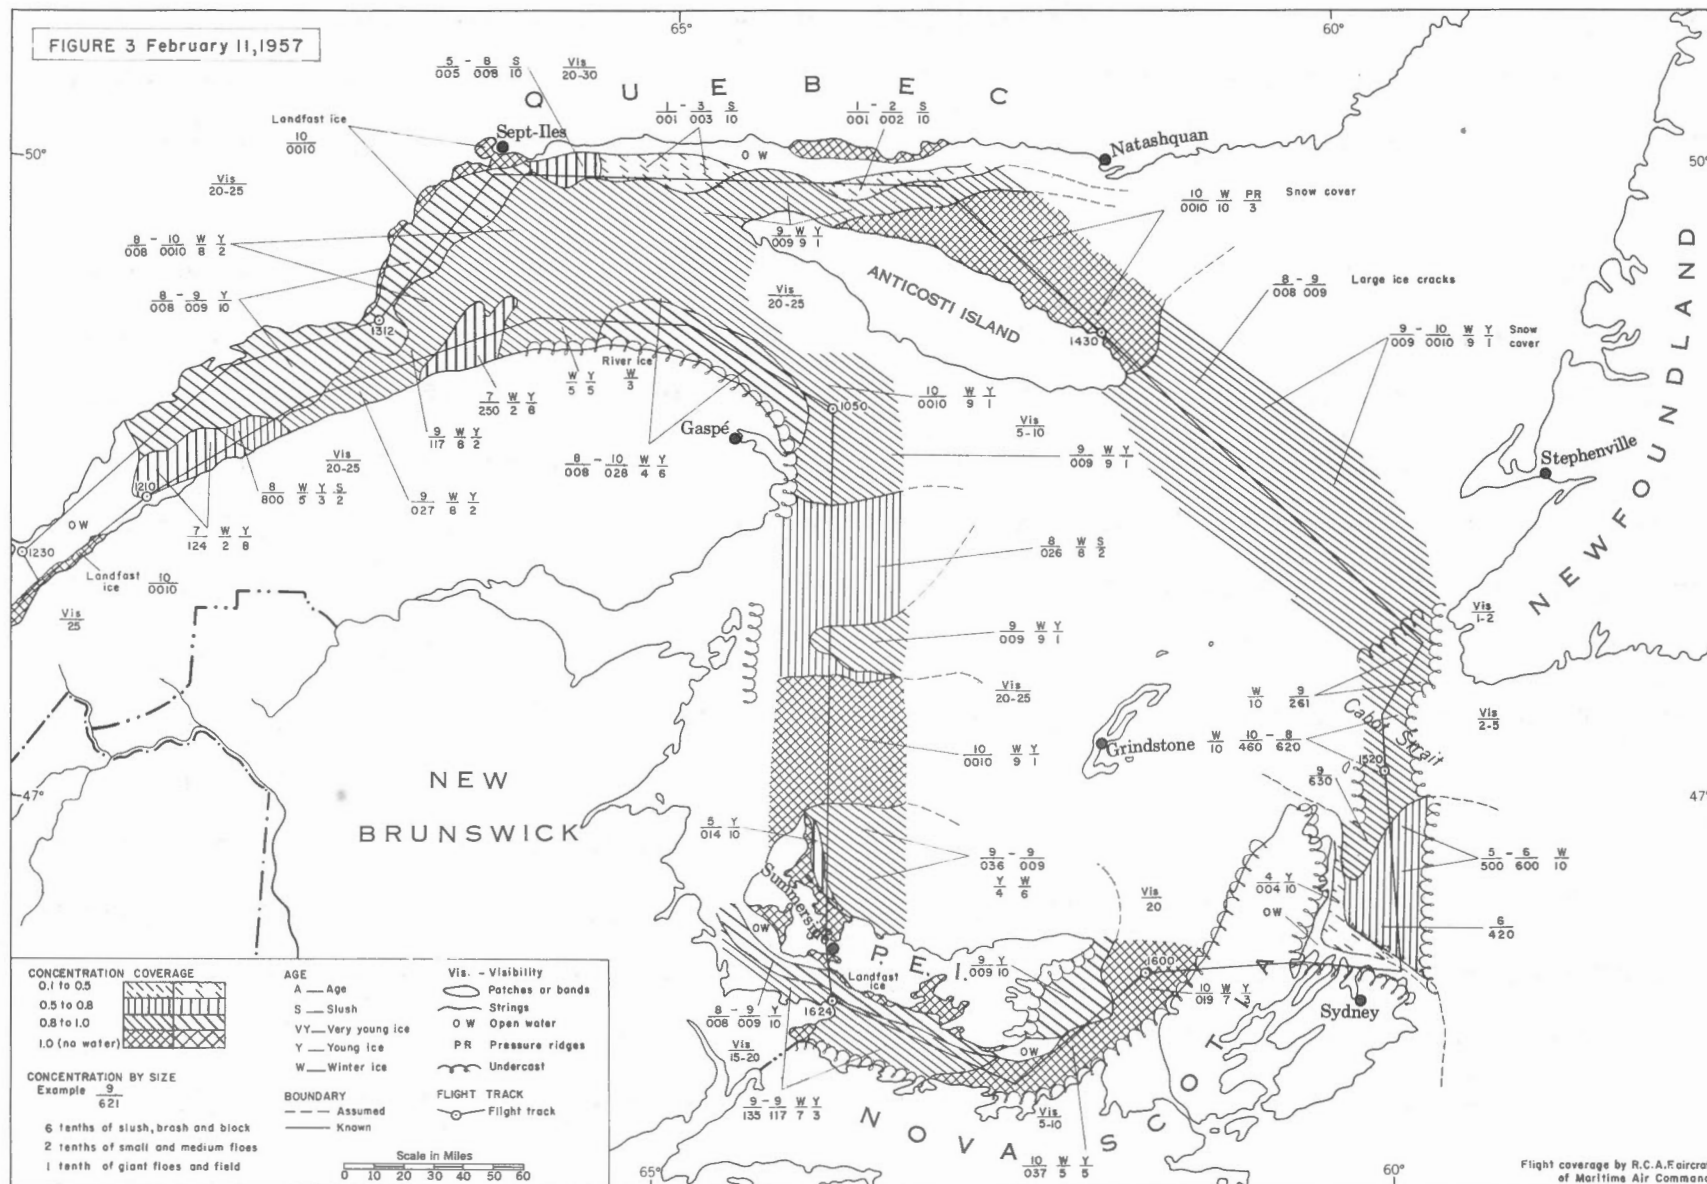 65°
60°
FIGURE 3 February 11, 1957
5/005 - 8/008 S/10
Vis/20-30
QUEBEC
1/001 - 3/003 S/10
1/001 - 2/002 S/10
Landfast ice
10/0010
Sept-Iles
OW
Natashquan
50°
50°
Vis/20-25
10/0010 W/10 PR/3 Snow cover
8/008 - 10/0010 W/8 Y/2
9/009 W/9 Y/1
8/008 - 9/009 Y/10
Vis/20-25
ANTICOSTI ISLAND
8/008 - 9/009 Large ice cracks
1312
1430
9/009 - 10/0010 W/9 Y/1 Snow cover
River ice
W/3
W/5 Y/5
7/250 W/2 Y/8
10/0010 W/9 Y/1
1050
Vis/5-10
Gaspé
9/117 W/8 Y/2
Vis/20-25
8/008 - 10/028 W/4 Y/6
9/009 W/9 Y/1
Stephenville
NEWFOUNDLAND
1210
8/800 W/5 Y/3 S/2
9/027 W/8 Y/2
OW
7/124 W/2 Y/8
1230
8/026 W/8 S/2
Landfast ice
10/0010
Vis/25
Vis/1-2
9/009 W/9 Y/1
Vis/20-25
W/10 9/261
Cabot Strait
Vis/2-5
Grindstone
W/10 10/460 - 8/620
1520
10/0010 W/9 Y/1
9/630
47°
47°
NEW
BRUNSWICK
5/014 Y/10
9/036 - 9/009
Y/4 W/6
5/500 - 6/600 W/10
4/004 Y/10
Vis/20
OW
Summerside
OW
6/420
P.E.I.
9/009 Y/10
Landfast ice
1600
10/019 W/7 Y/3
Sydney
8/008 - 9/009 Y/10
1624
Vis/15-20
OW
9/135 - 9/117 W/7 Y/3
Vis/5-10
NOVA SCOTIA
10/037 W/5 Y/5
65°
60°
CONCENTRATION COVERAGE
0.1 to 0.5
0.5 to 0.8
0.8 to 1.0
1.0 (no water)
CONCENTRATION BY SIZE
Example 9/621
6 tenths of slush, brash and block
2 tenths of small and medium floes
1 tenth of giant floes and field
AGE
A — Age
S — Slush
VY — Very young ice
Y — Young ice
W — Winter ice
BOUNDARY
Assumed
Known
Vis. - Visibility
Patches or bands
Strings
OW Open water
PR Pressure ridges
Undercast
FLIGHT TRACK
Flight track
Scale in Miles
0 10 20 30 40 50 60
Flight coverage by R.C.A.F. aircra
of Maritime Air Comman